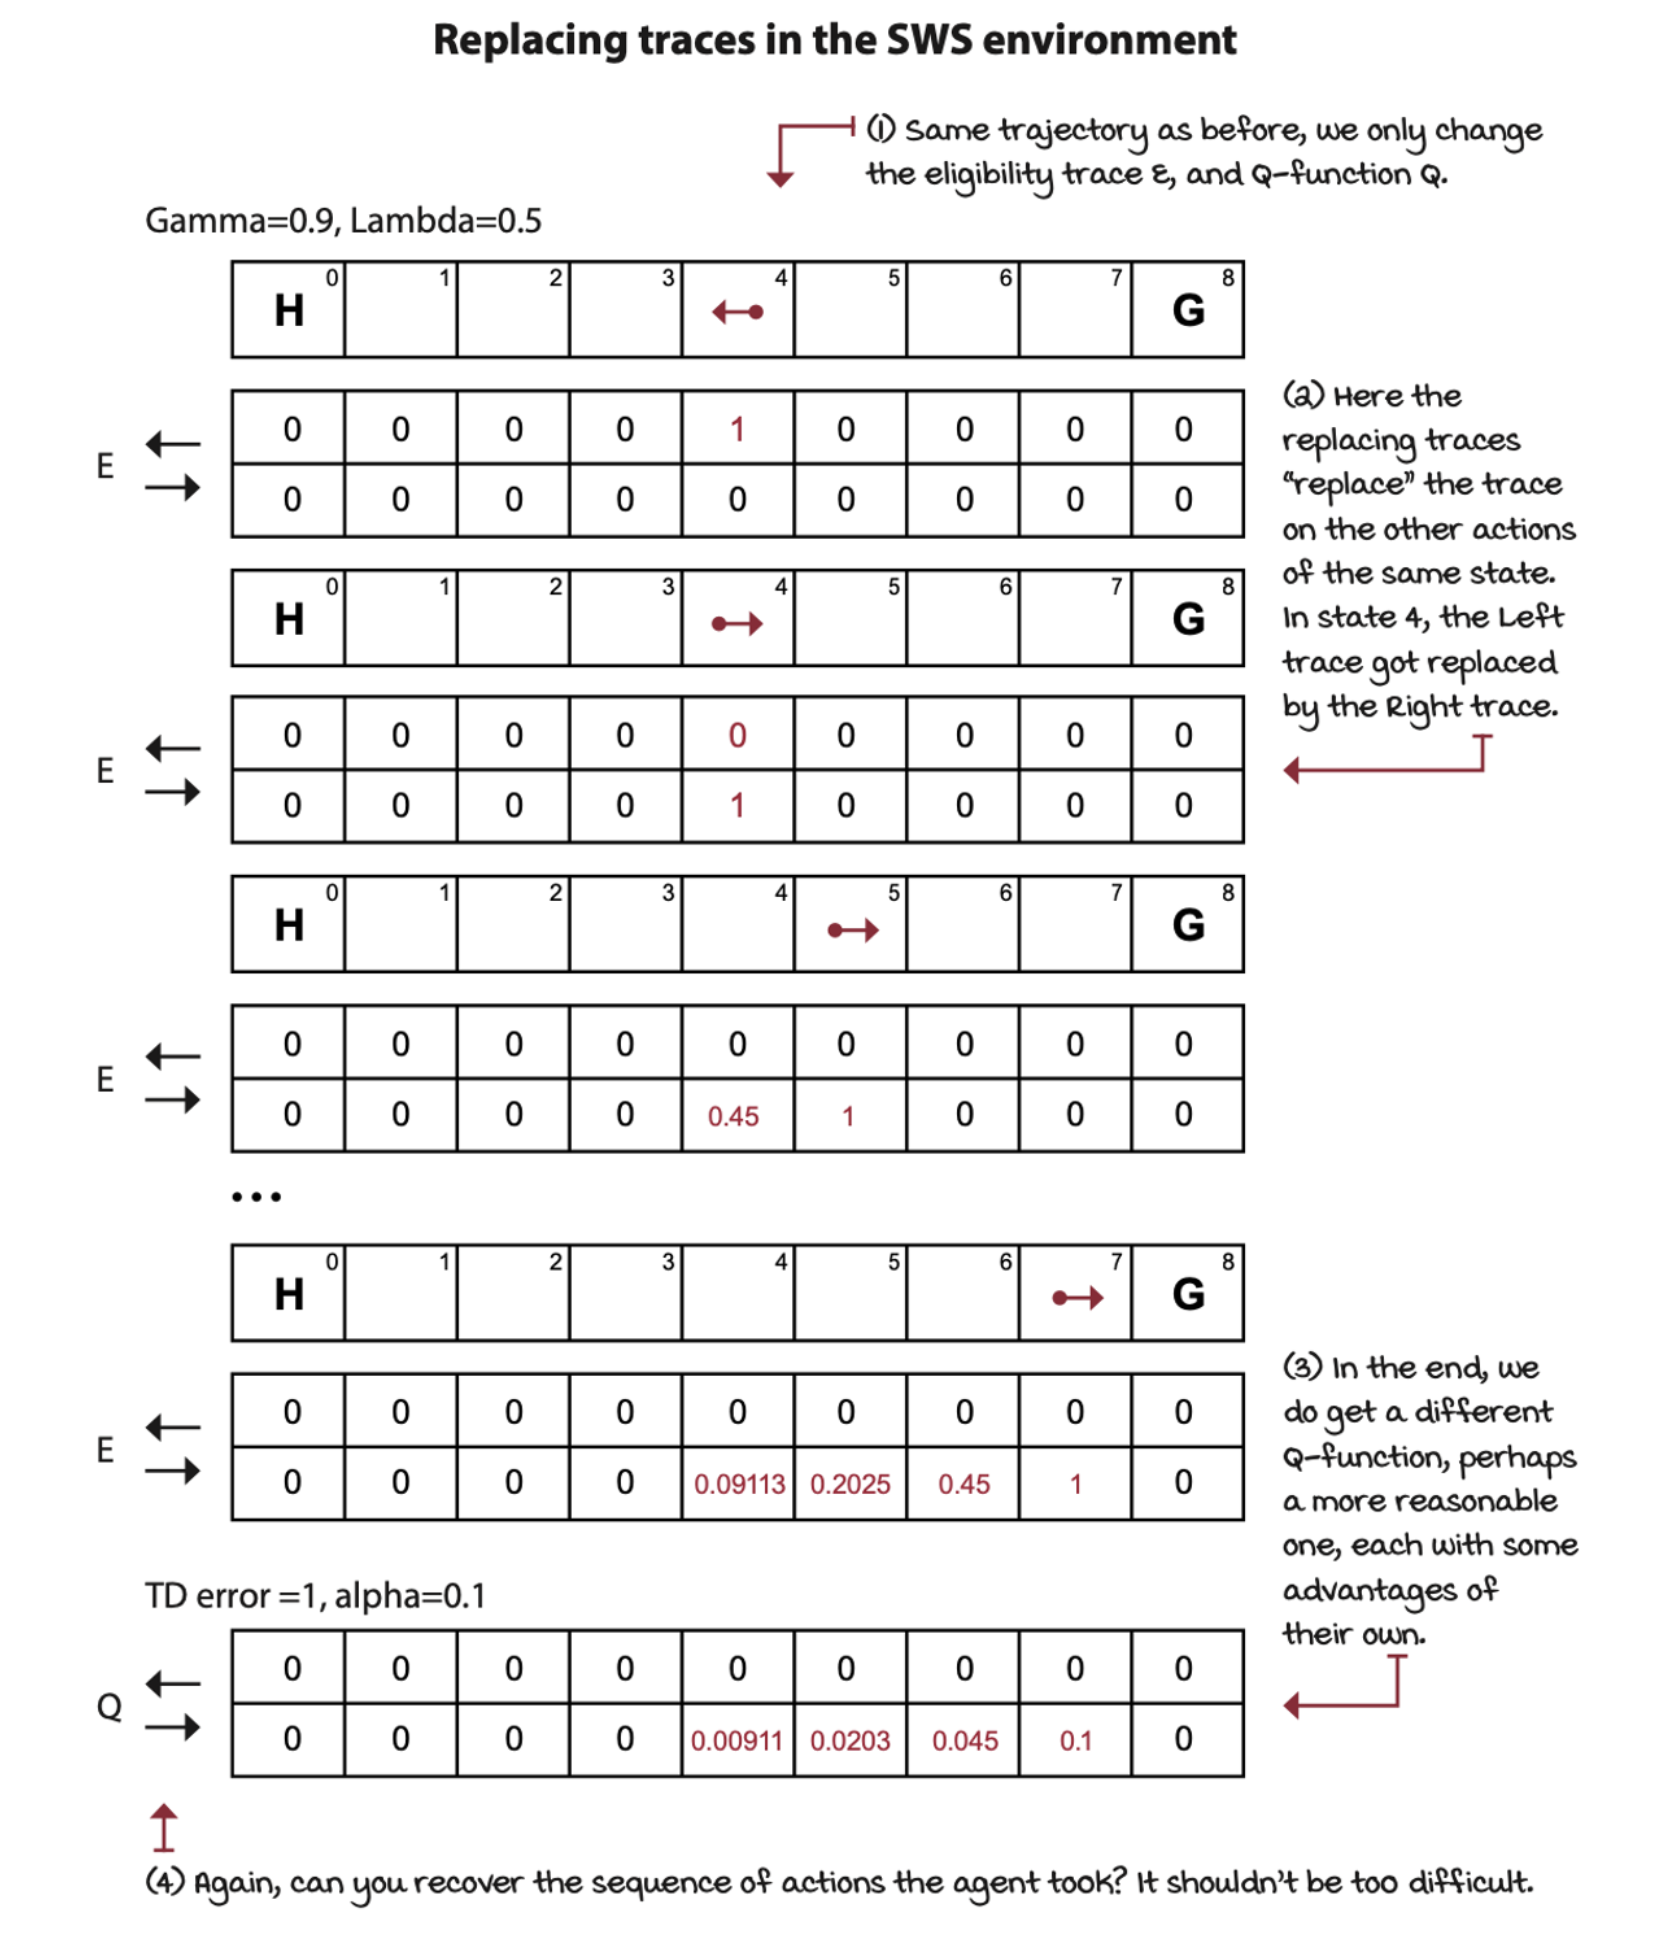 Replacing traces in the SWS environment
(1) Same trajectory as before, we only change
the eligibility trace E, and Q-function Q.
Gamma=0.9, Lambda=0.5
0 1 2 3 4 5 6 7 8
H G
E
0 0 0 0 1 0 0 0 0
0 0 0 0 0 0 0 0 0
(2) Here the
replacing traces
“replace” the trace
on the other actions
of the same state.
In state 4, the Left
trace got replaced
by the Right trace.
0 1 2 3 4 5 6 7 8
H G
E
0 0 0 0 0 0 0 0 0
0 0 0 0 1 0 0 0 0
0 1 2 3 4 5 6 7 8
H G
E
0 0 0 0 0 0 0 0 0
0 0 0 0 0.45 1 0 0 0
...
0 1 2 3 4 5 6 7 8
H G
E
0 0 0 0 0 0 0 0 0
0 0 0 0 0.09113 0.2025 0.45 1 0
(3) In the end, we
do get a different
Q-function, perhaps
a more reasonable
one, each with some
advantages of
their own.
TD error =1, alpha=0.1
Q
0 0 0 0 0 0 0 0 0
0 0 0 0 0.00911 0.0203 0.045 0.1 0
(4) Again, can you recover the sequence of actions the agent took? It shouldn’t be too difficult.